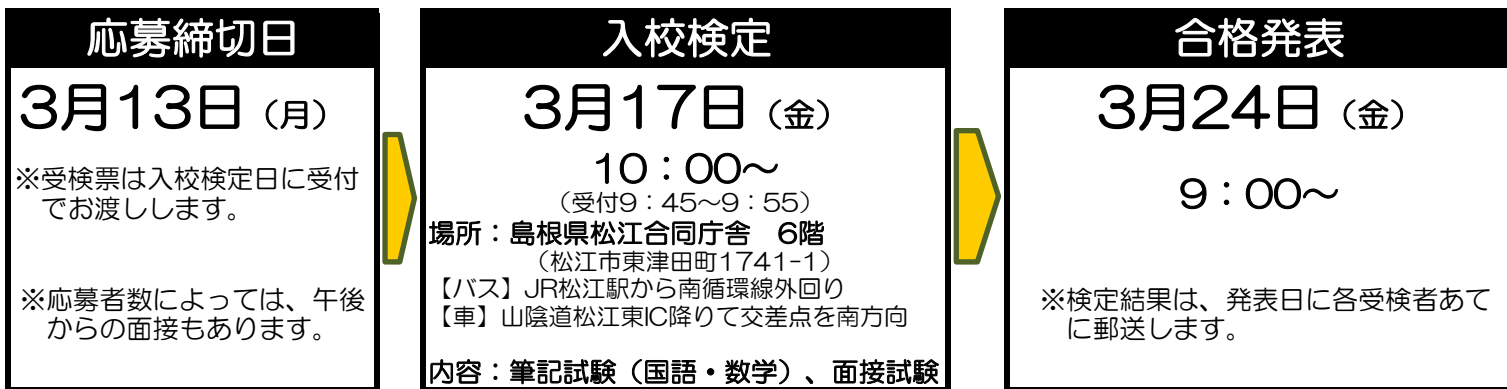 応募締切日
3月13日（月）
※受検票は入校検定日に受付
でお渡しします。
※応募者数によっては、午後
からの面接もあります。
入校検定
3月17日（金）
10：00～
（受付9：45～9：55）
場所：島根県松江合同庁舎　6階
（松江市東津田町1741-1）
【バス】JR松江駅から南循環線外回り
【車】山陰道松江東IC降りて交差点を南方向
内容：筆記試験（国語・数学）、面接試験
合格発表
3月24日（金）
9：00～
※検定結果は、発表日に各受検者あて
に郵送します。